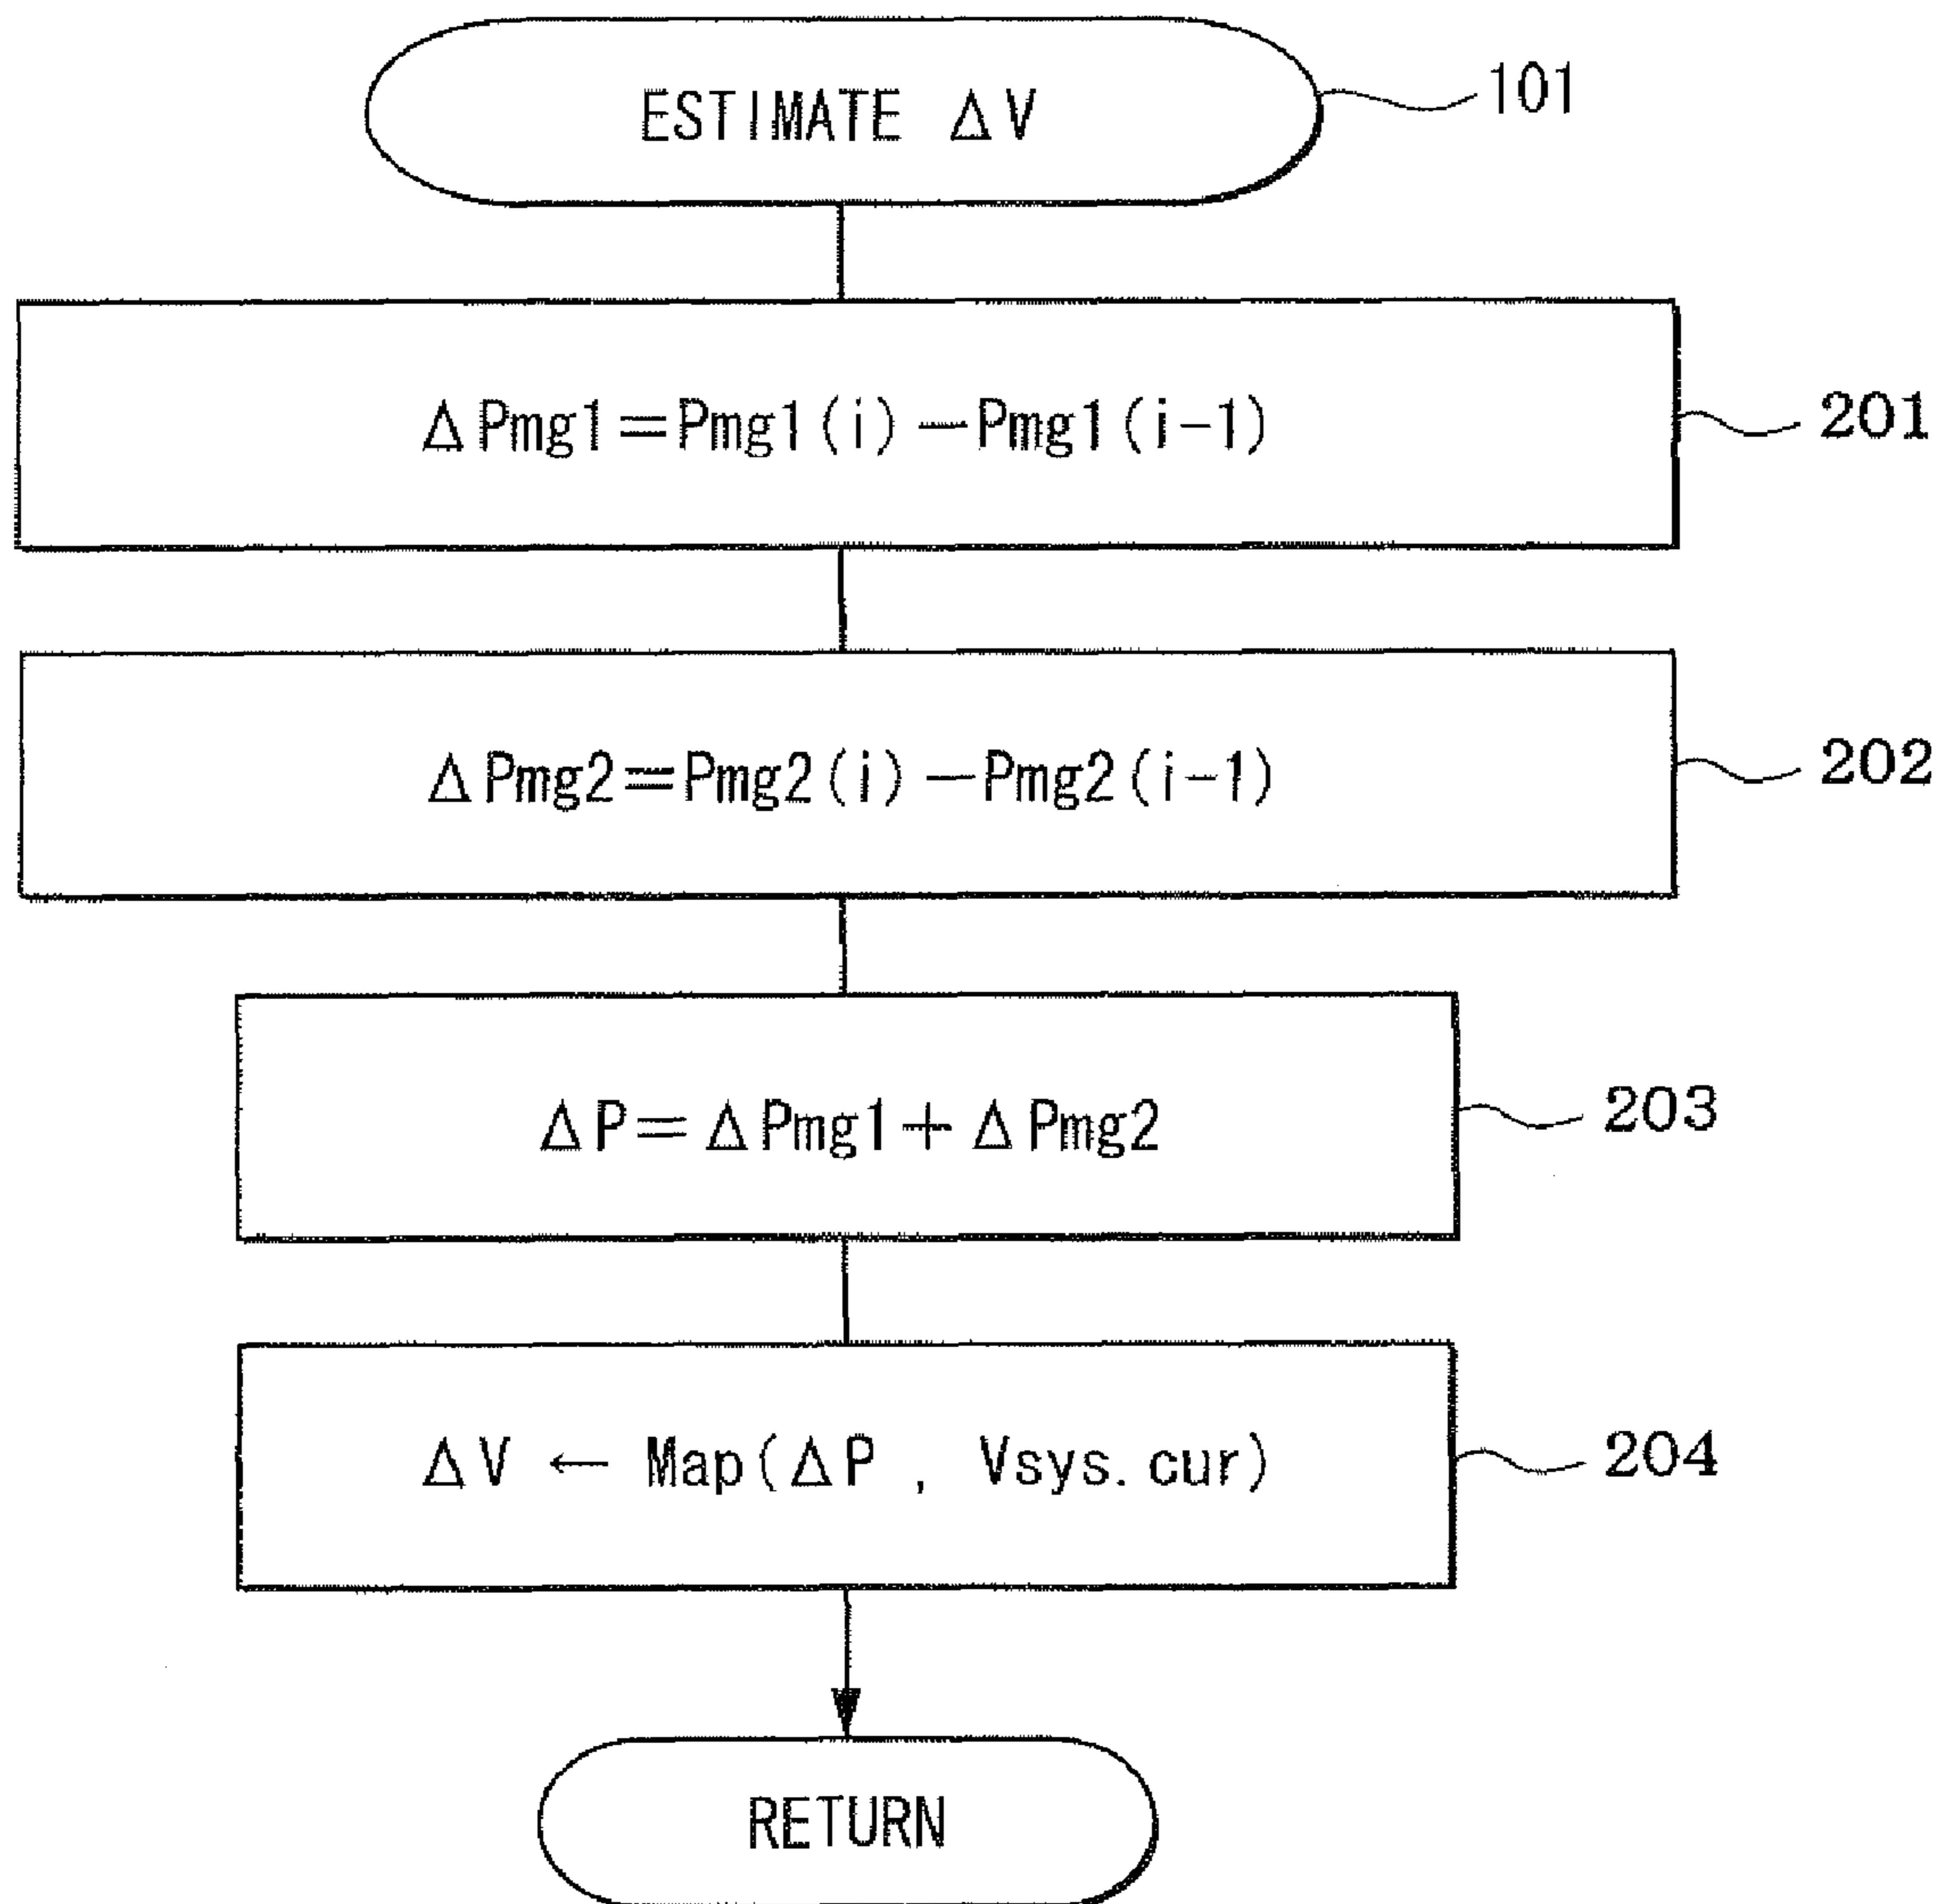 ESTIMATE ΔV
101
ΔPmg1=Pmg1(i)-Pmg1(i-1)
201
ΔPmg2=Pmg2(i)-Pmg2(i-1)
202
ΔP=ΔPmg1+ΔPmg2
203
ΔV ← Map(ΔP , Vsys.cur)
204
RETURN